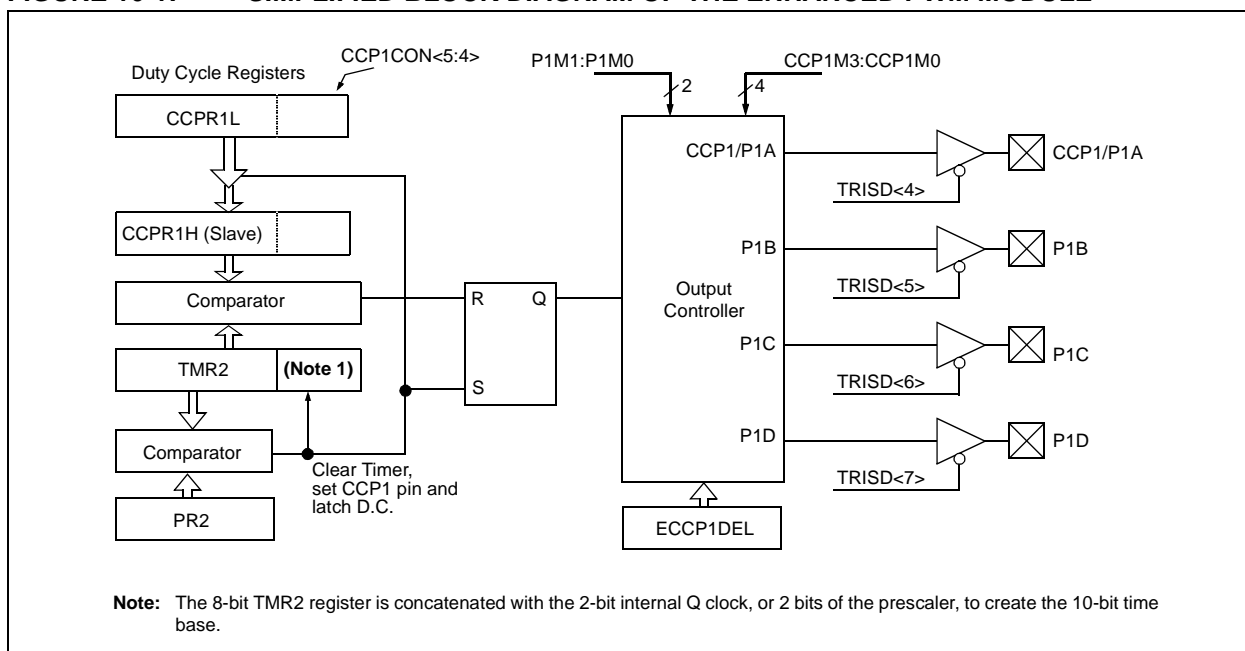 FIGURE 16-1: SIMPLIFIED BLOCK DIAGRAM OF THE ENHANCED PWM MODULE
CCP1CON<5:4>
Duty Cycle Registers
CCPR1L
CCPR1H (Slave)
Comparator
TMR2
(Note 1)
Comparator
PR2
Clear Timer,
set CCP1 pin and
latch D.C.
R
Q
S
P1M1:P1M0
2
CCP1M3:CCP1M0
4
Output
Controller
CCP1/P1A
P1B
P1C
P1D
ECCP1DEL
TRISD<4>
CCP1/P1A
TRISD<5>
P1B
TRISD<6>
P1C
TRISD<7>
P1D
Note: The 8-bit TMR2 register is concatenated with the 2-bit internal Q clock, or 2 bits of the prescaler, to create the 10-bit time
base.